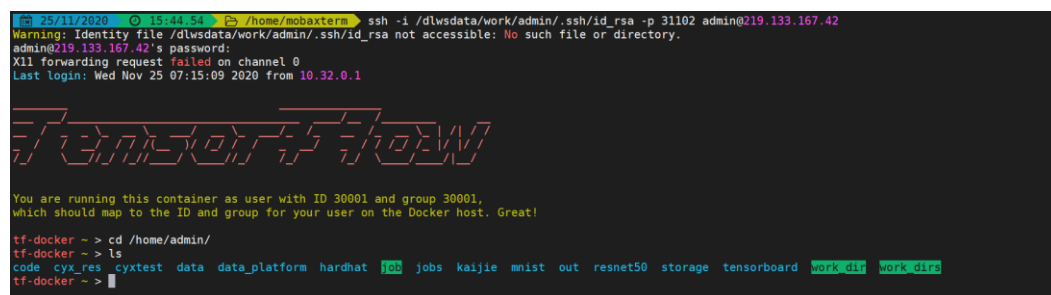 25/11/2020 15:44.54 /home/mobaxterm ssh -i /dlwsdata/work/admin/.ssh/id_rsa -p 31102 admin@219.133.167.42
Warning: Identity file /dlwsdata/work/admin/.ssh/id_rsa not accessible: No such file or directory.
admin@219.133.167.42's password:
X11 forwarding request failed on channel 0
Last login: Wed Nov 25 07:15:09 2020 from 10.32.0.1
TensorFlow
You are running this container as user with ID 30001 and group 30001,
which should map to the ID and group for your user on the Docker host. Great!
tf-docker ~ > cd /home/admin/
tf-docker ~ > ls
code cyx_res cyxtest data data_platform hardhat job jobs kaijie mnist out resnet50 storage tensorboard work_dir work_dirs
tf-docker ~ >